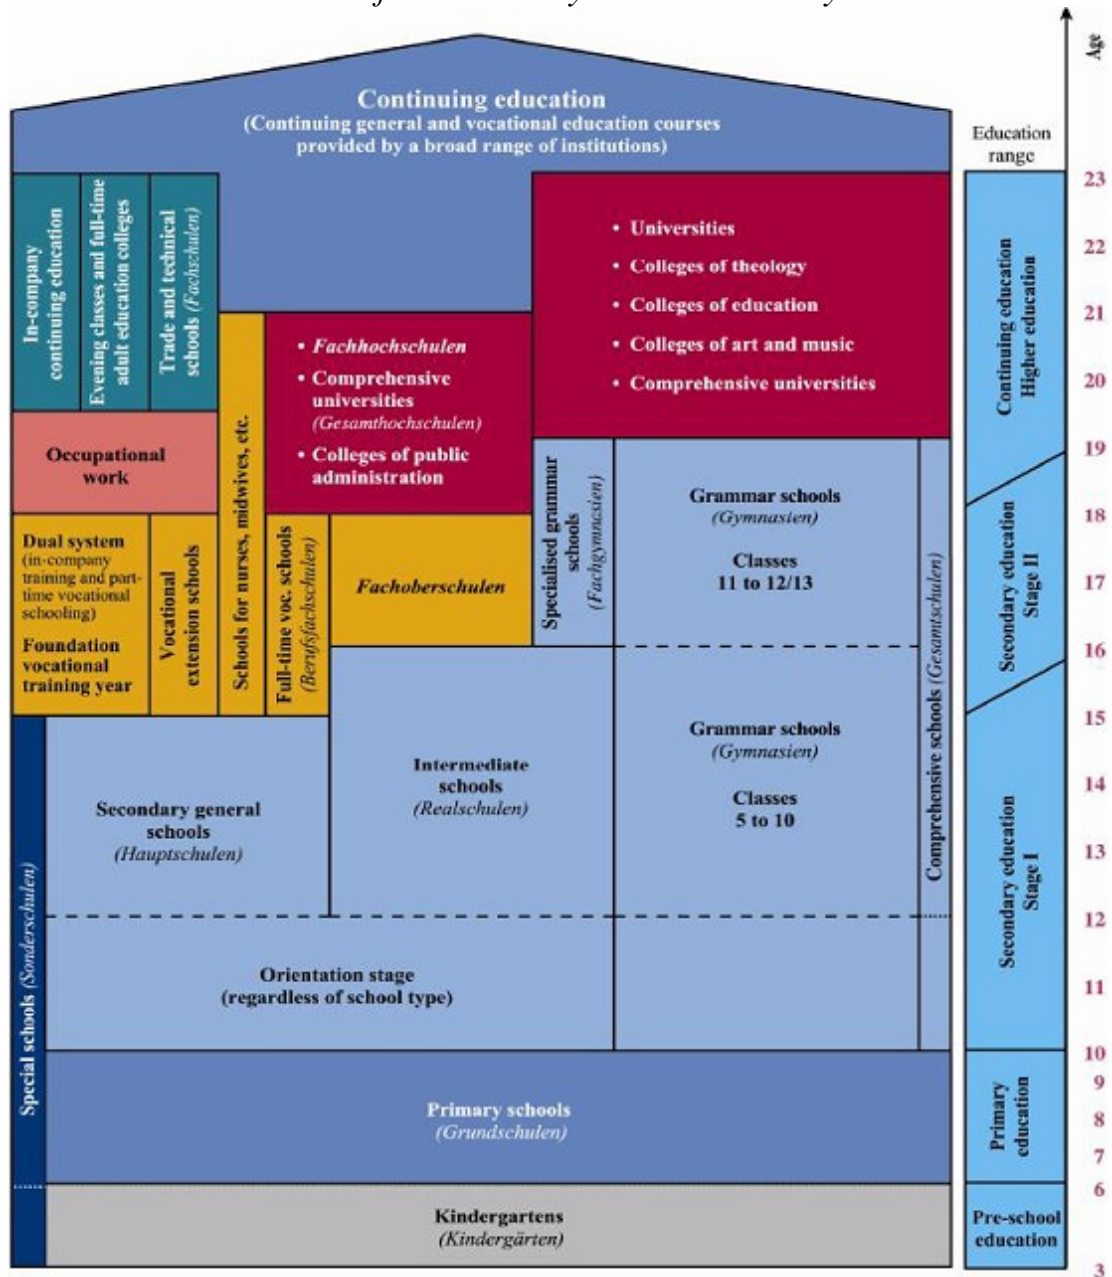 Age
Continuing education
(Continuing general and vocational education courses
provided by a broad range of institutions)
Education
range
In-company
continuing education
Evening classes and full-time
adult education colleges
Trade and technical
schools (Fachschulen)
• Universities
• Colleges of theology
• Colleges of education
• Colleges of art and music
• Comprehensive universities
Continuing education
Higher education
23
22
21
20
19
18
17
16
15
14
13
12
11
10
9
8
7
6
3
• Fachhochschulen
• Comprehensive
universities
(Gesamthochschulen)
• Colleges of public
administration
Occupational
work
Schools for nurses, midwives, etc.
Dual system
(in-company
training and part-
time vocational
schooling)
Foundation
vocational
training year
Vocational
extension schools
Full-time voc. schools
(Berufsfachschulen)
Fachoberschulen
Specialised grammar
schools
(Fachgymnasien)
Grammar schools
(Gymnasien)
Classes
11 to 12/13
Comprehensive schools (Gesamtschulen)
Secondary education
Stage II
Secondary general
schools
(Hauptschulen)
Intermediate
schools
(Realschulen)
Grammar schools
(Gymnasien)
Classes
5 to 10
Secondary education
Stage I
Special schools (Sonderschulen)
Orientation stage
(regardless of school type)
Primary schools
(Grundschulen)
Primary
education
Kindergartens
(Kindergärten)
Pre-school
education